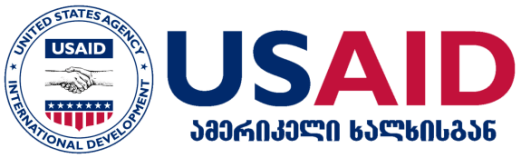 UNITED STATES AGENCY
USAID
INTERNATIONAL DEVELOPMENT
USAID
ამერიკელი ხალხისგან